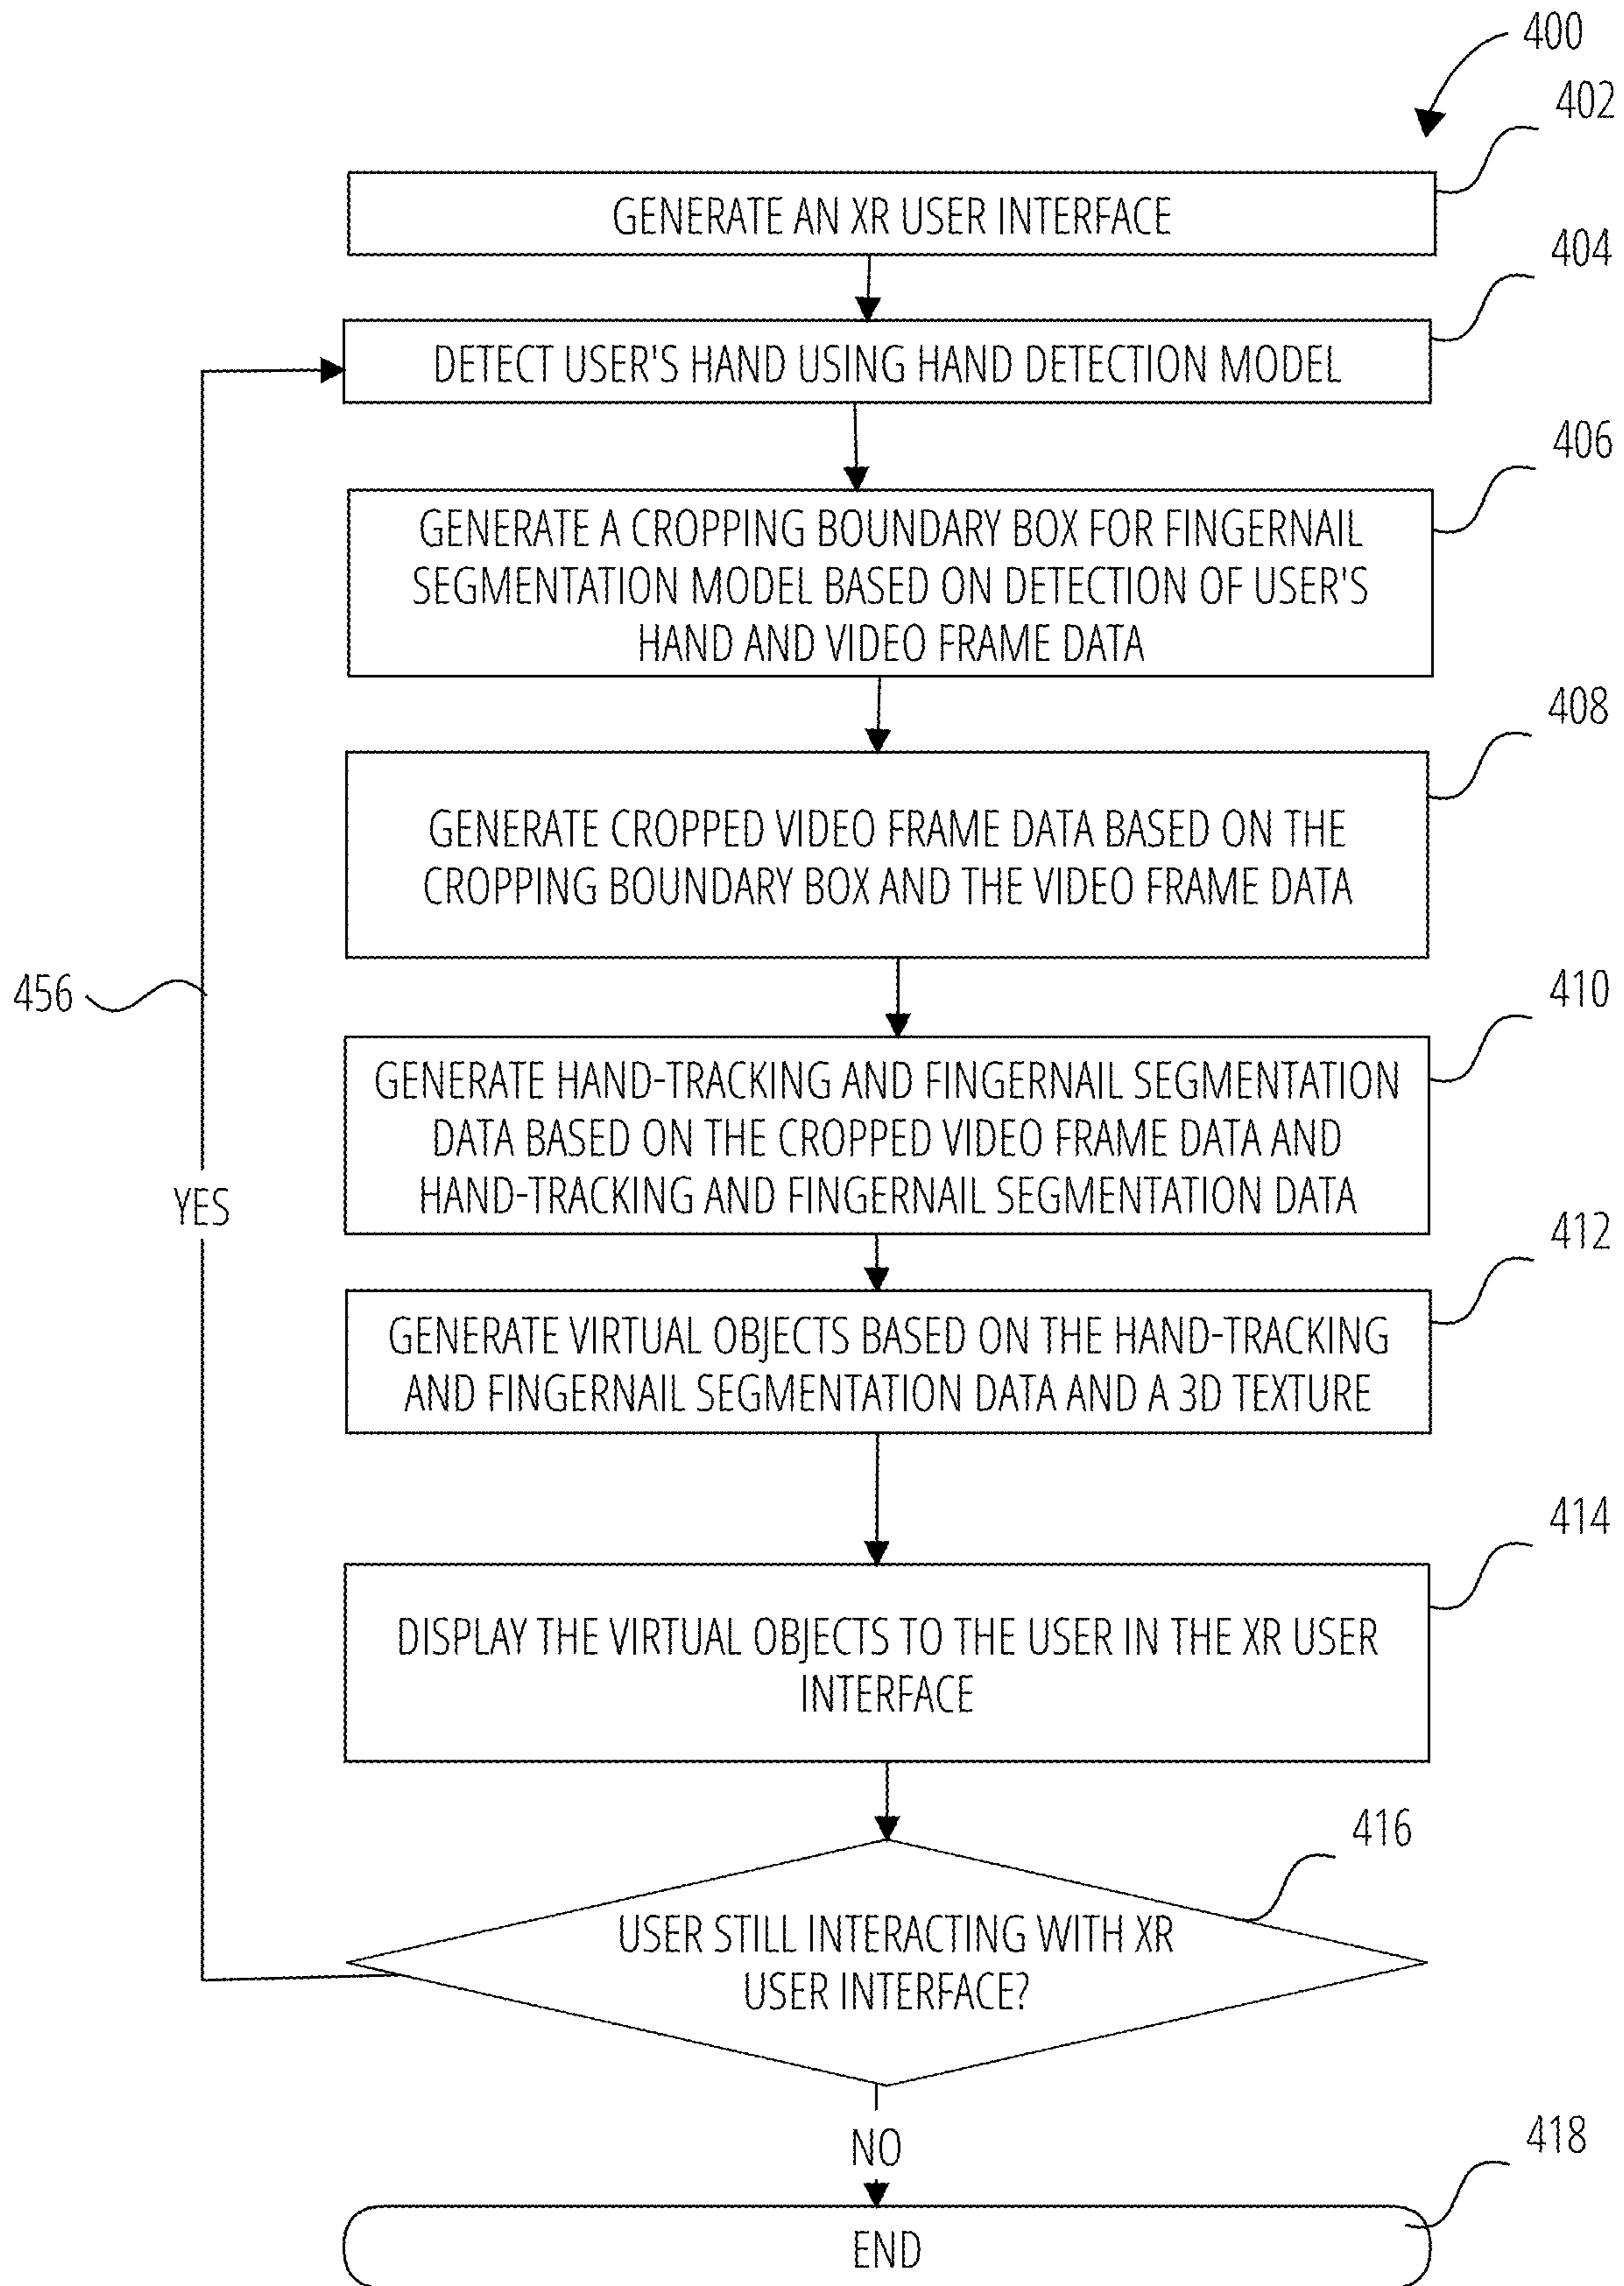 400
402
GENERATE AN XR USER INTERFACE
404
DETECT USER'S HAND USING HAND DETECTION MODEL
406
GENERATE A CROPPING BOUNDARY BOX FOR FINGERNAIL
SEGMENTATION MODEL BASED ON DETECTION OF USER'S
HAND AND VIDEO FRAME DATA
408
GENERATE CROPPED VIDEO FRAME DATA BASED ON THE
CROPPING BOUNDARY BOX AND THE VIDEO FRAME DATA
456
410
GENERATE HAND-TRACKING AND FINGERNAIL SEGMENTATION
DATA BASED ON THE CROPPED VIDEO FRAME DATA AND
HAND-TRACKING AND FINGERNAIL SEGMENTATION DATA
YES
412
GENERATE VIRTUAL OBJECTS BASED ON THE HAND-TRACKING
AND FINGERNAIL SEGMENTATION DATA AND A 3D TEXTURE
414
DISPLAY THE VIRTUAL OBJECTS TO THE USER IN THE XR USER
INTERFACE
416
USER STILL INTERACTING WITH XR
USER INTERFACE?
NO
418
END